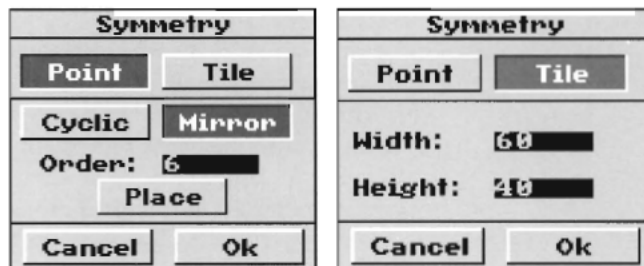 Symmetry
Point Tile
Cyclic Mirror
Order: 6
Place
Cancel Ok
Symmetry
Point Tile
Width: 60
Height: 40
Cancel Ok